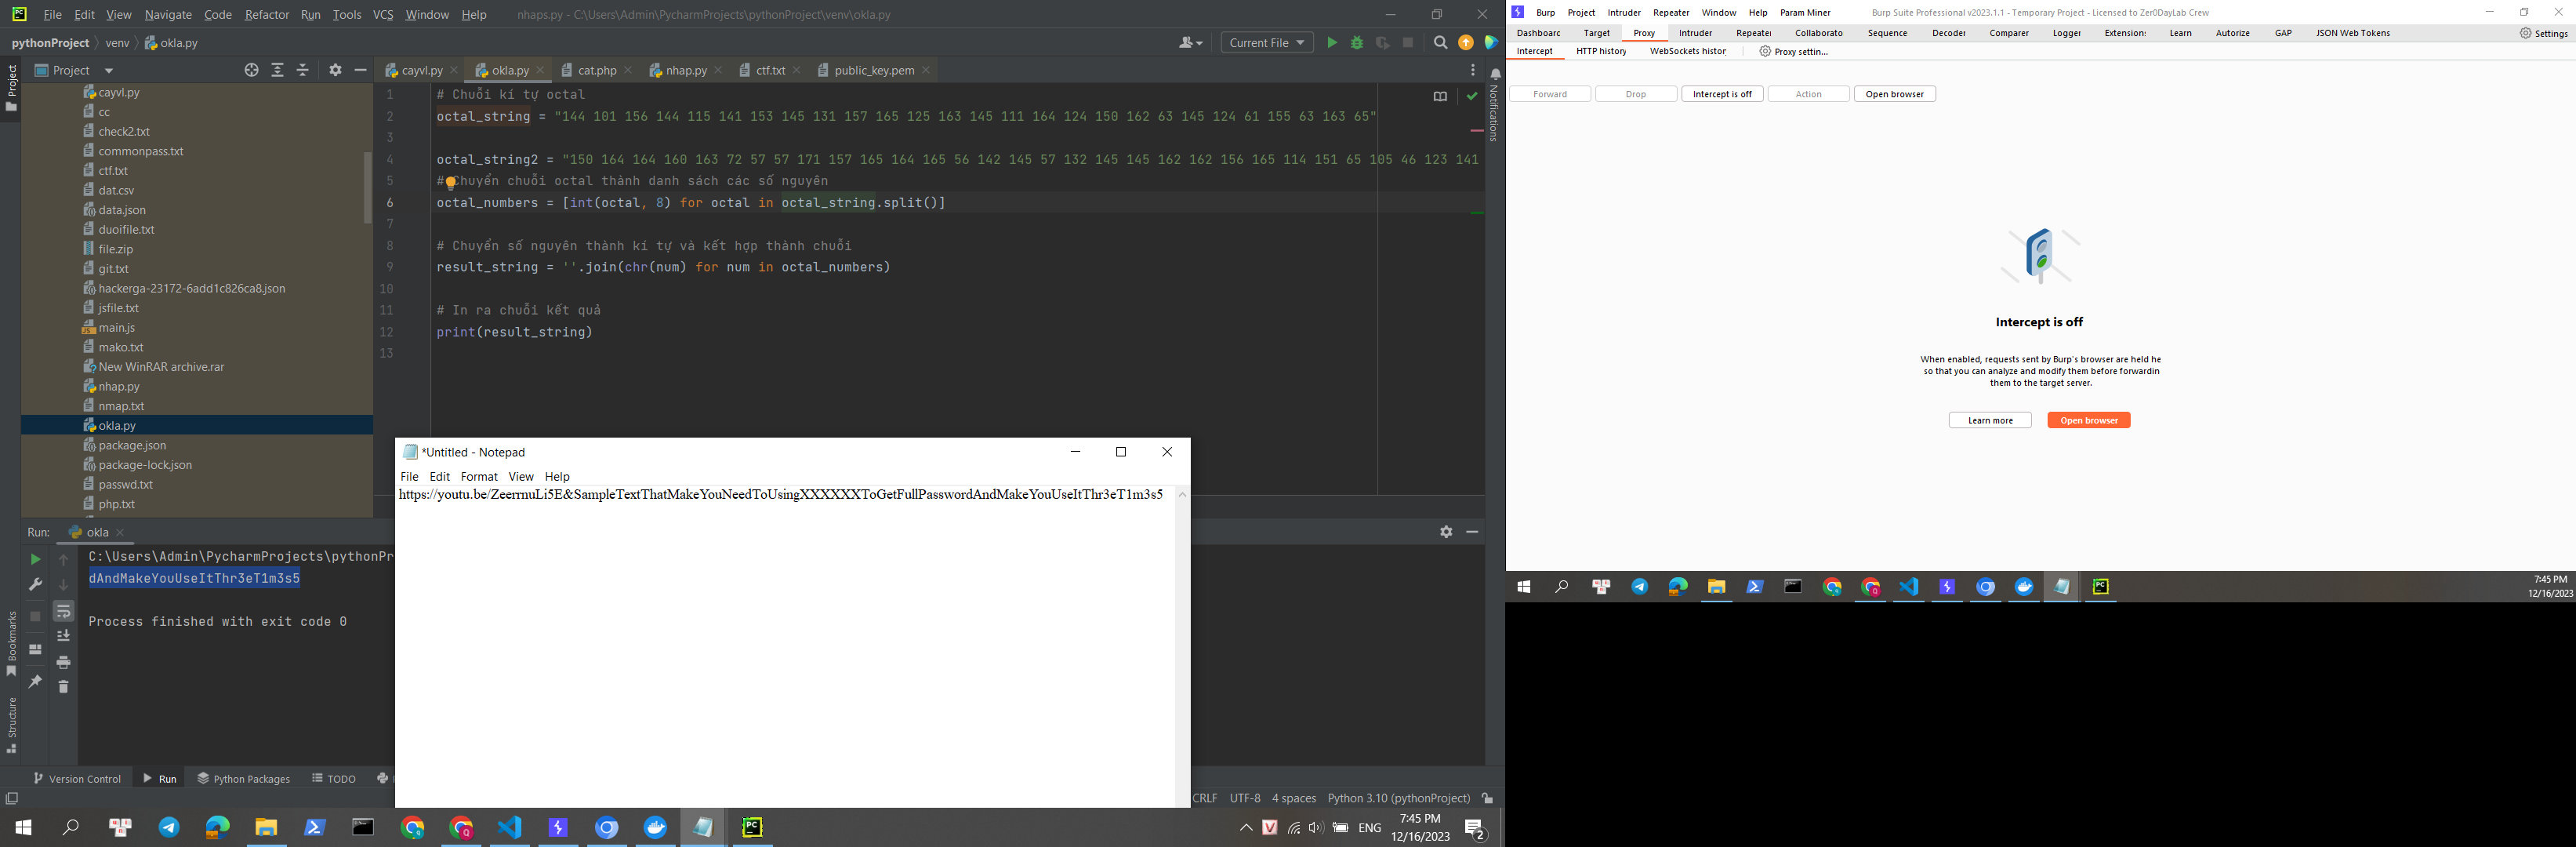 File Edit View Navigate Code Refactor Run Tools VCS Window Help nhaps.py - C:\Users\Admin\PycharmProjects\pythonProject\venv\okla.py
pythonProject venv okla.py Current File
Project
cayvl.py okla.py cat.php nhap.py ctf.txt public_key.pem
Project
Notifications
cayvl.py
cc
check2.txt
commonpass.txt
ctf.txt
dat.csv
data.json
duoifile.txt
file.zip
git.txt
hackerga-23172-6add1c826ca8.json
jsfile.txt
main.js
mako.txt
New WinRAR archive.rar
nhap.py
nmap.txt
okla.py
package.json
package-lock.json
passwd.txt
php.txt
1 # Chuỗi kí tự octal
2 octal_string = "144 101 156 144 115 141 153 145 131 157 165 125 163 145 111 164 124 150 162 63 145 124 61 155 63 163 65"
3
4 octal_string2 = "150 164 164 160 163 72 57 57 171 157 165 164 165 56 142 145 57 132 145 145 162 162 156 165 114 151 65 105 46 123 141
5 # Chuyển chuỗi octal thành danh sách các số nguyên
6 octal_numbers = [int(octal, 8) for octal in octal_string.split()]
7
8 # Chuyển số nguyên thành kí tự và kết hợp thành chuỗi
9 result_string = ''.join(chr(num) for num in octal_numbers)
10
11 # In ra chuỗi kết quả
12 print(result_string)
13
*Untitled - Notepad
File Edit Format View Help
https://youtu.be/ZeerrnuLi5E&SampleTextThatMakeYouNeedToUsingXXXXXXToGetFullPasswordAndMakeYouUseItThr3eT1m3s5
Run: okla
C:\Users\Admin\PycharmProjects\pythonPr
dAndMakeYouUseItThr3eT1m3s5
Process finished with exit code 0
Bookmarks
Structure
Version Control Run Python Packages TODO
CRLF UTF-8 4 spaces Python 3.10 (pythonProject)
ENG 7:45 PM
12/16/2023
2
Burp Project Intruder Repeater Window Help Param Miner Burp Suite Professional v2023.1.1 - Temporary Project - Licensed to Zer0DayLab Crew
Dashboarc Target Proxy Intruder Repeater Collaborato Sequence Decoder Comparer Logger Extension: Learn Autorize GAP JSON Web Tokens Settings
Intercept HTTP history WebSockets histor Proxy settin...
Forward Drop Intercept is off Action Open browser
Intercept is off
When enabled, requests sent by Burp's browser are held he
so that you can analyze and modify them before forwardin
them to the target server.
Learn more Open browser
7:45 PM
12/16/2023